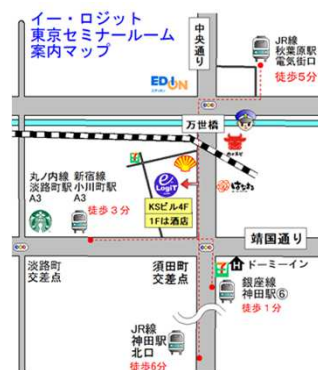 イー・ロジット
東京セミナールーム
案内マップ
中央通り
JR線
秋葉原駅
電気街口
徒歩5分
EDiON
万世橋
丸ノ内線
淡路町駅
A3
新宿線
小川町駅
A3
徒歩３分
e-LogiT
KSビル4F
1Fは酒店
靖国通り
淡路町
交差点
須田町
交差点
ドーミーイン
銀座線
神田駅⑥
徒歩１分
JR線
神田駅
北口
徒歩6分